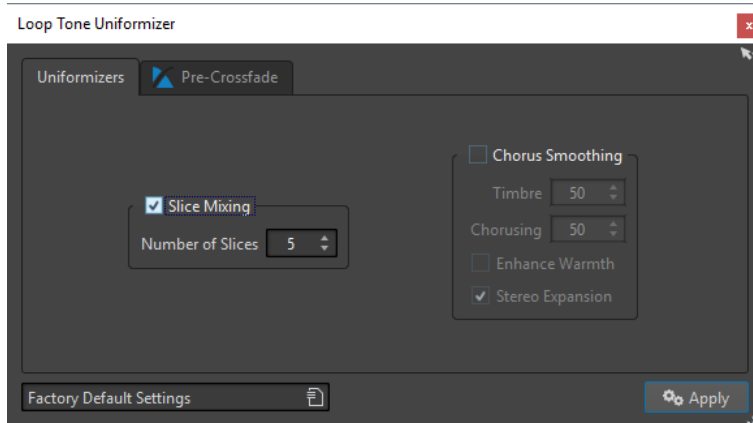 Loop Tone Uniformizer
x
Uniformizers
Pre-Crossfade
Slice Mixing
Number of Slices 5
Chorus Smoothing
Timbre 50
Chorusing 50
Enhance Warmth
Stereo Expansion
Factory Default Settings
Apply